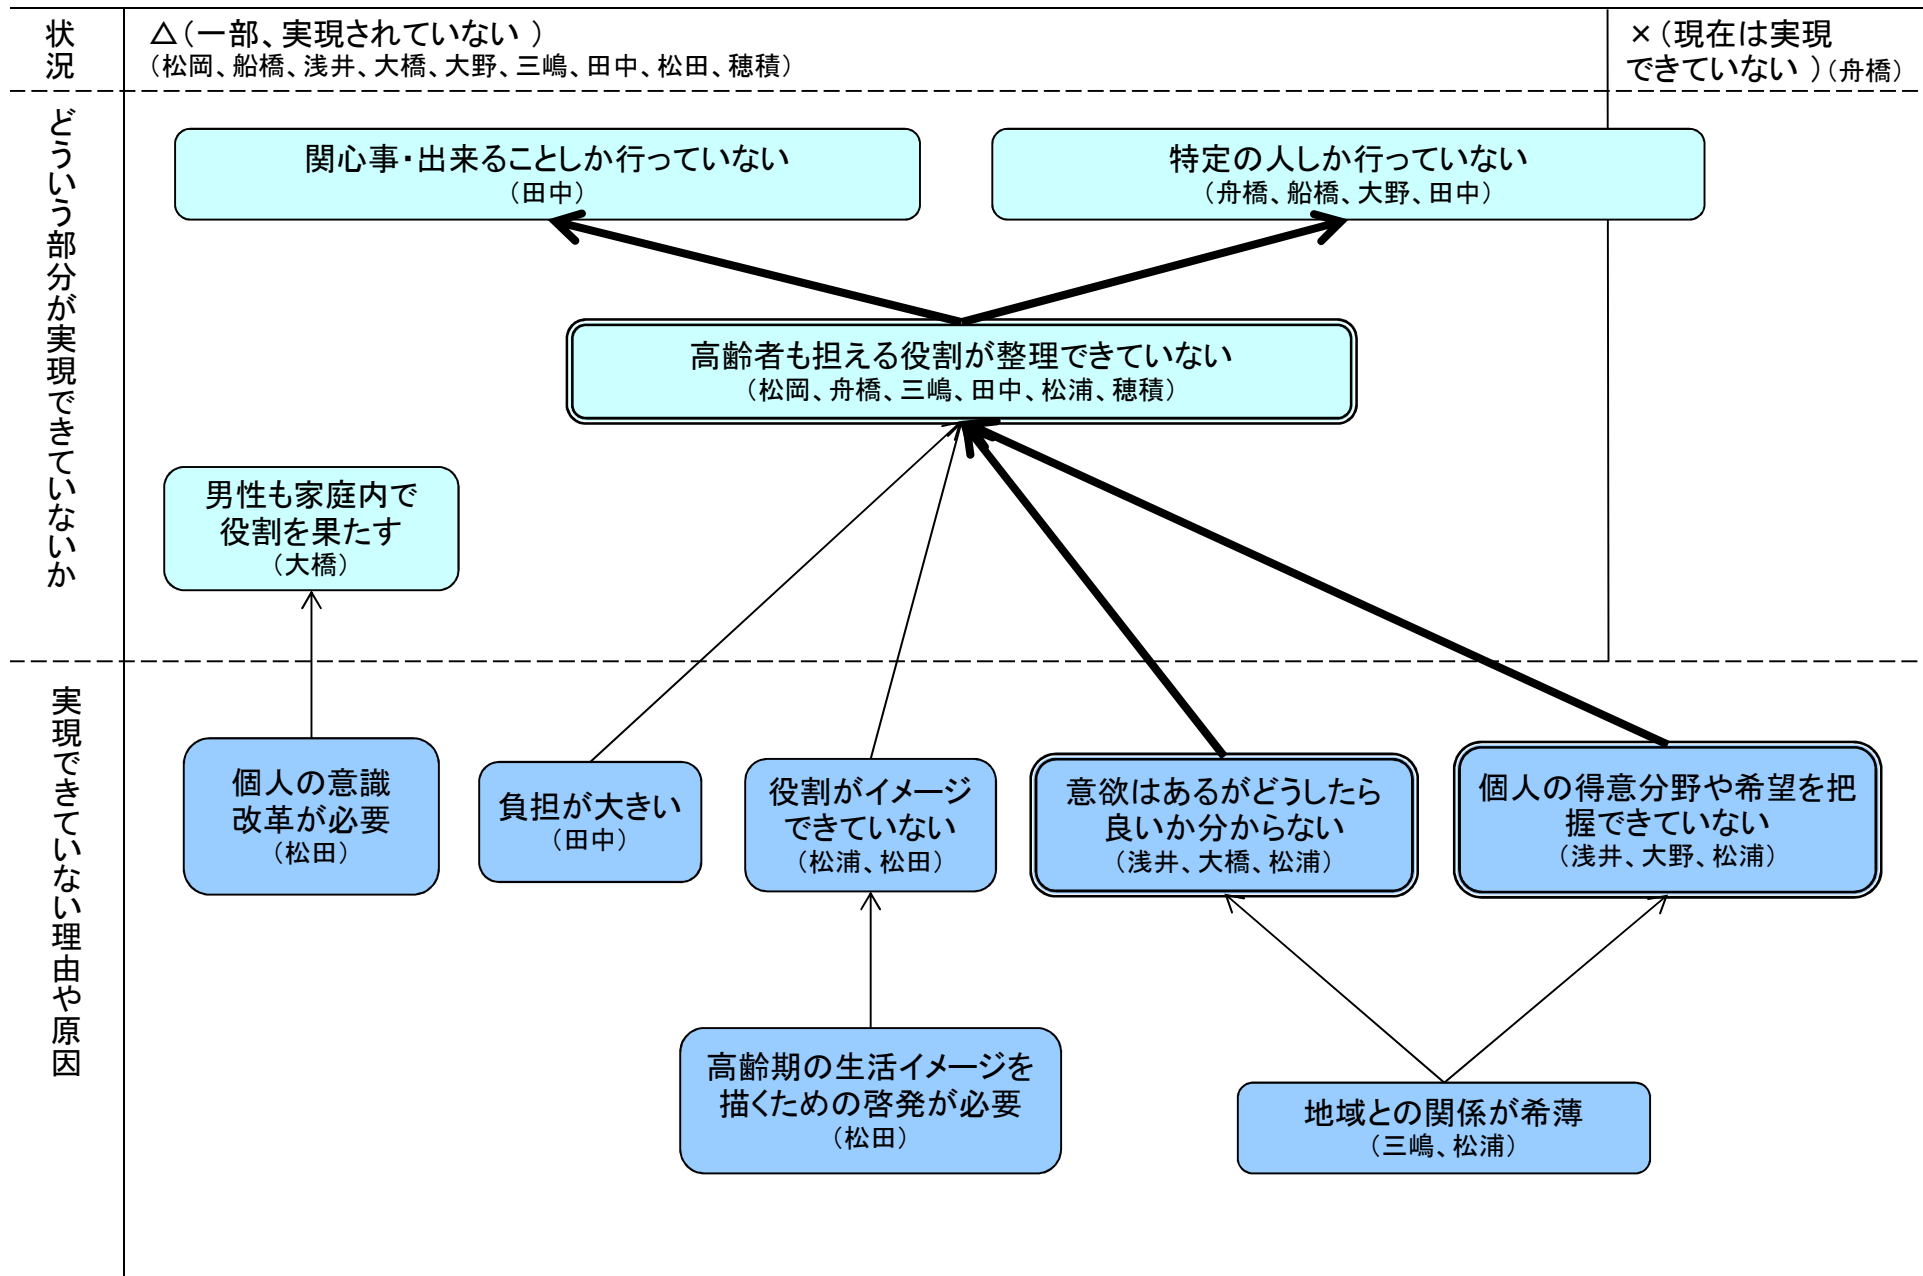 状況
△(一部、実現されていない )
(松岡、船橋、浅井、大橋、大野、三嶋、田中、松田、穂積)
×(現在は実現
できていない )(舟橋)
どういう部分が実現できていないか
関心事・出来ることしか行っていない
(田中)
特定の人しか行っていない
(舟橋、船橋、大野、田中)
高齢者も担える役割が整理できていない
(松岡、舟橋、三嶋、田中、松浦、穂積)
男性も家庭内で
役割を果たす
(大橋)
実現できていない理由や原因
個人の意識
改革が必要
(松田)
負担が大きい
(田中)
役割がイメージ
できていない
(松浦、松田)
意欲はあるがどうしたら
良いか分からない
(浅井、大橋、松浦)
個人の得意分野や希望を把
握できていない
(浅井、大野、松浦)
高齢期の生活イメージを
描くための啓発が必要
(松田)
地域との関係が希薄
(三嶋、松浦)